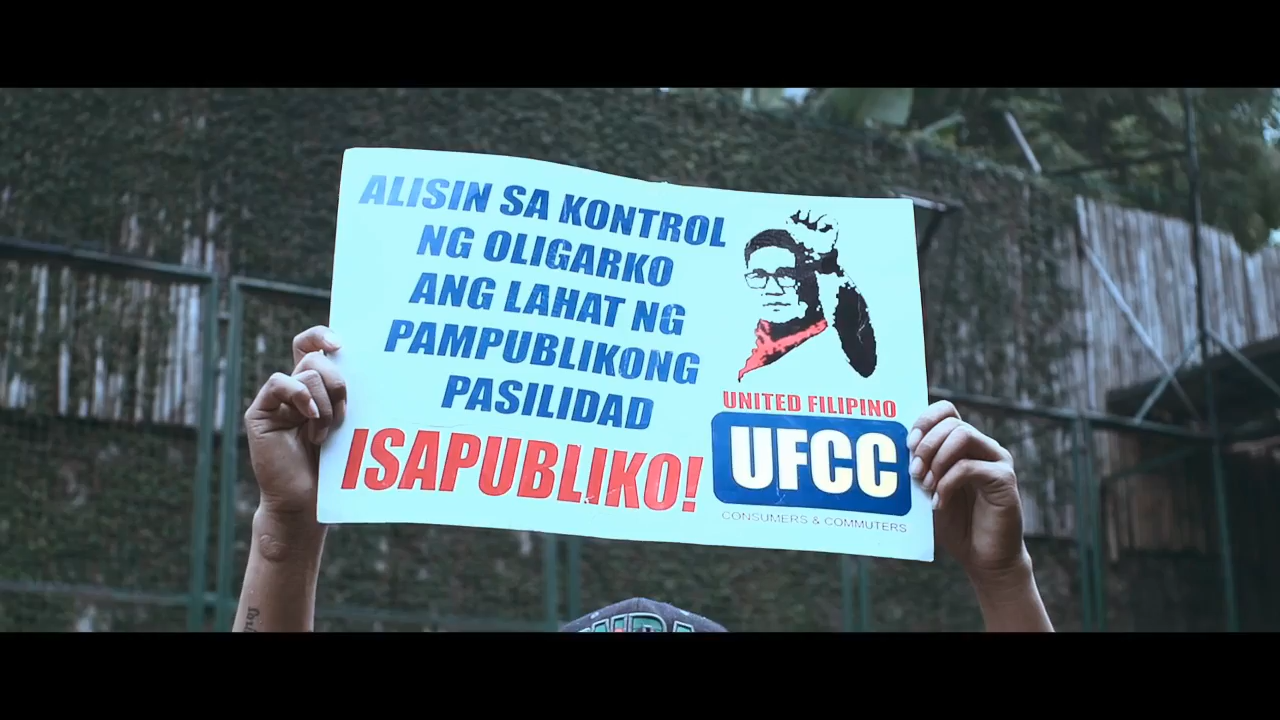 ALISIN SA KONTROL
NG OLIGARKO
ANG LAHAT NG
PAMPUBLIKONG
PASILIDAD
ISAPUBLIKO!
UNITED FILIPINO
UFCC
CONSUMERS & COMMUTERS